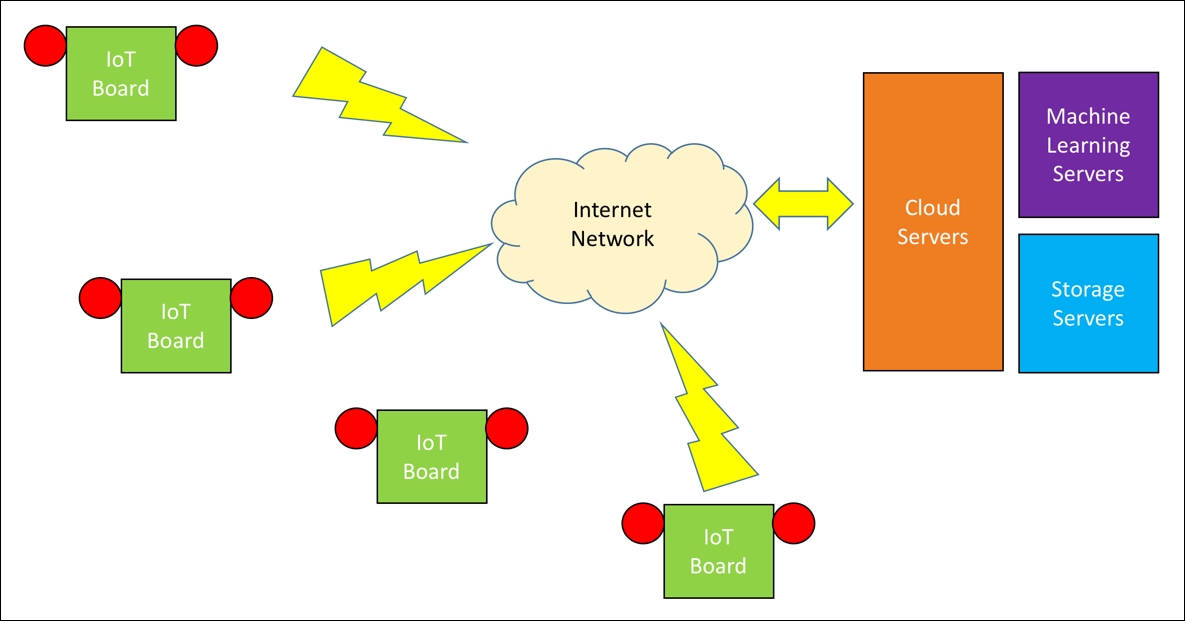 IoT
Board
Internet
Network
Cloud
Servers
Machine
Learning
Servers
Storage
Servers
IoT
Board
IoT
Board
IoT
Board